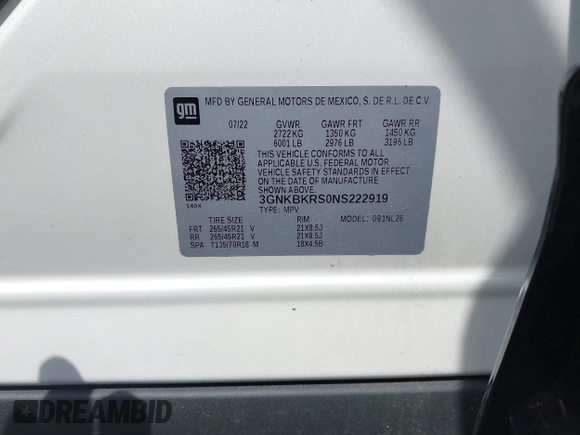 gm
MFD BY GENERAL MOTORS DE MEXICO, S. DE R.L. DE C.V.
07/22 GVWR GAWR FRT GAWR RR
2722 KG 1350 KG 1450 KG
6001 LB 2976 LB 3196 LB
THIS VEHICLE CONFORMS TO ALL
APPLICABLE U.S. FEDERAL MOTOR
VEHICLE SAFETY STANDARDS IN EFFECT
ON THE DATE OF MANUFACTURE
SHOWN ABOVE.
140X
3GNKBKRS0NS222919
TYPE: MPV MODEL: 091NL26
TIRE SIZE RIM
FRT 265/45R21 V 21X8.5J
RR 265/45R21 V 21X8.5J
SPA T135/70R18 M 18X4.5B
DREAMBID